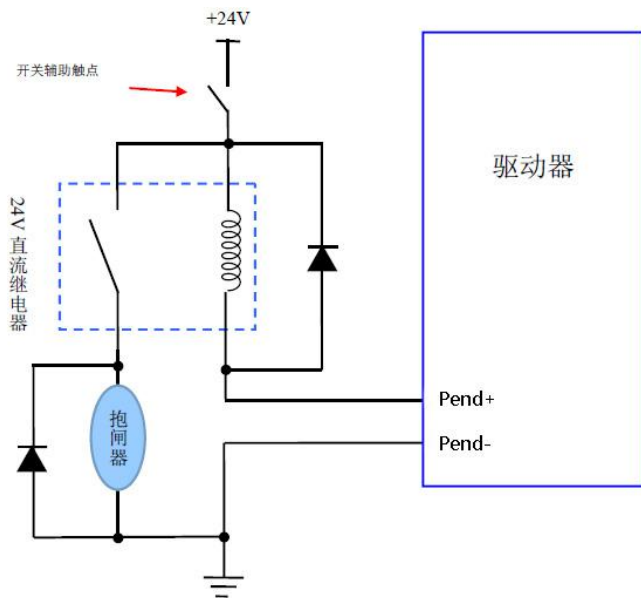 +24V
开关辅助触点
驱动器
24V 直流继电器
Pend+
抱闸器
Pend-